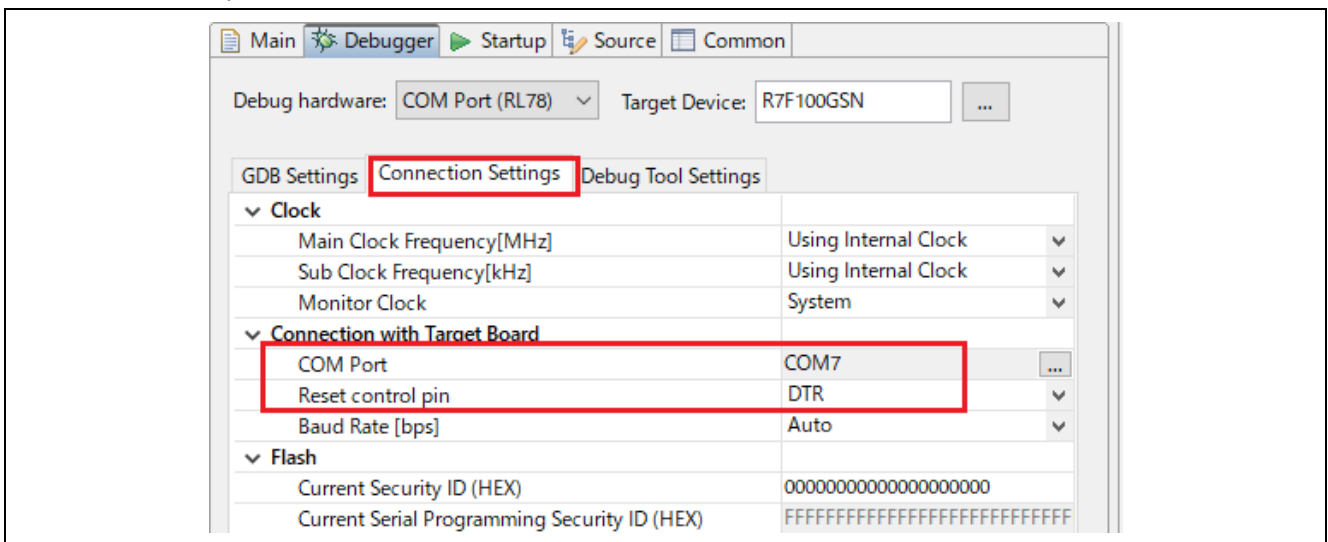 Main Debugger Startup Source Common
Debug hardware: COM Port (RL78) Target Device: R7F100GSN ...
GDB Settings Connection Settings Debug Tool Settings
Clock
Main Clock Frequency[MHz] Using Internal Clock
Sub Clock Frequency[kHz] Using Internal Clock
Monitor Clock System
Connection with Target Board
COM Port COM7 ...
Reset control pin DTR
Baud Rate [bps] Auto
Flash
Current Security ID (HEX) 00000000000000000000
Current Serial Programming Security ID (HEX)